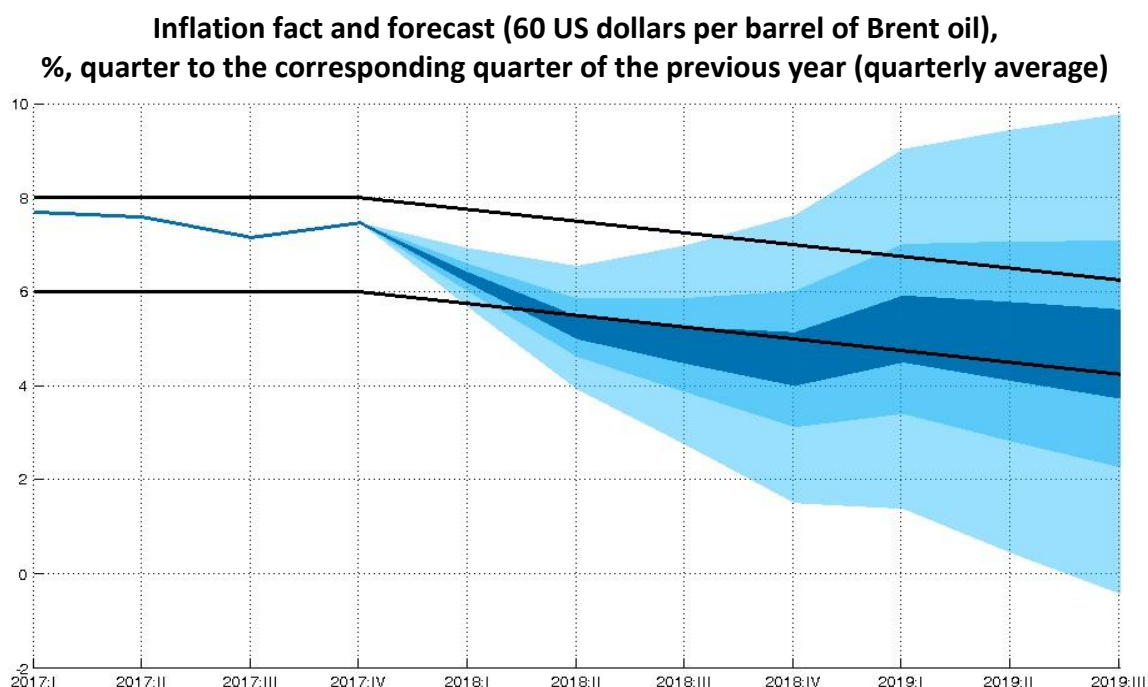 Inflation fact and forecast (60 US dollars per barrel of Brent oil),
%, quarter to the corresponding quarter of the previous year (quarterly average)
10
8
6
4
2
0
-2
2017:I 2017:II 2017:III 2017:IV 2018:I 2018:II 2018:III 2018:IV 2019:I 2019:II 2019:III